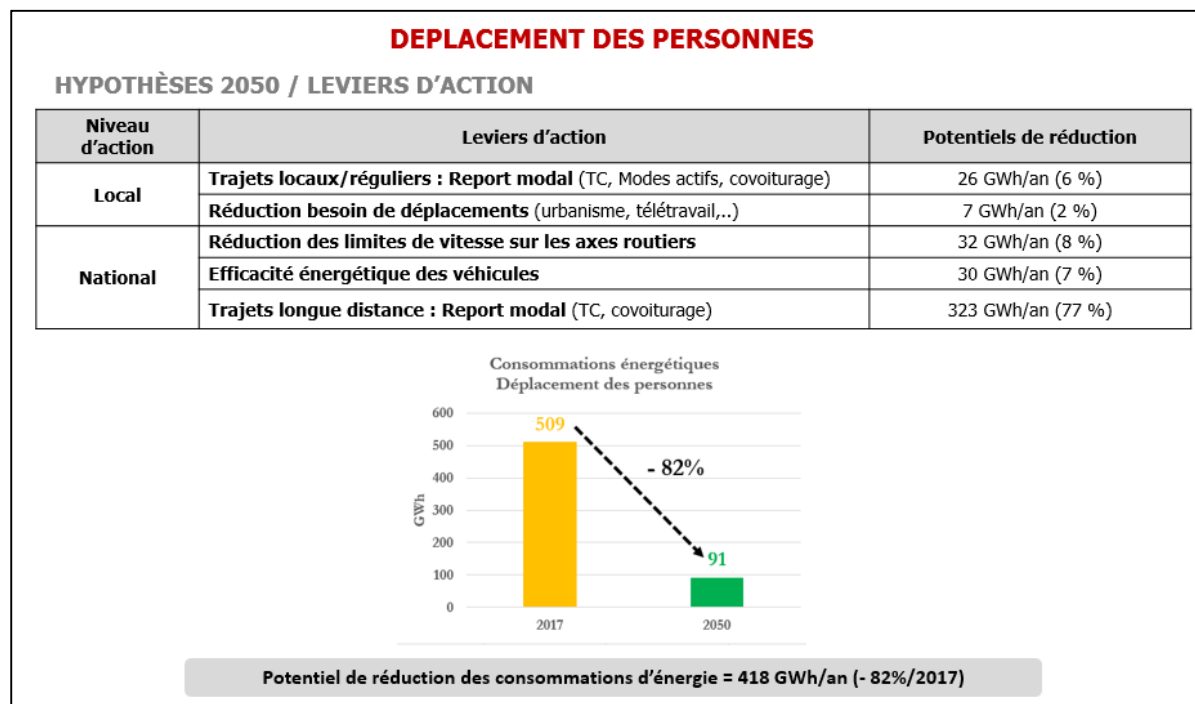 DEPLACEMENT DES PERSONNES
HYPOTHÈSES 2050 / LEVIERS D’ACTION
Niveau
d’action
Leviers d’action
Potentiels de réduction
Local
Trajets locaux/réguliers : Report modal (TC, Modes actifs, covoiturage)
26 GWh/an (6 %)
Réduction besoin de déplacements (urbanisme, télétravail,..)
7 GWh/an (2 %)
National
Réduction des limites de vitesse sur les axes routiers
32 GWh/an (8 %)
Efficacité énergétique des véhicules
30 GWh/an (7 %)
Trajets longue distance : Report modal (TC, covoiturage)
323 GWh/an (77 %)
Consommations énergétiques
Déplacement des personnes
GWh
600
500
400
300
200
100
0
509
- 82%
91
2017
2050
Potentiel de réduction des consommations d’énergie = 418 GWh/an (- 82%/2017)